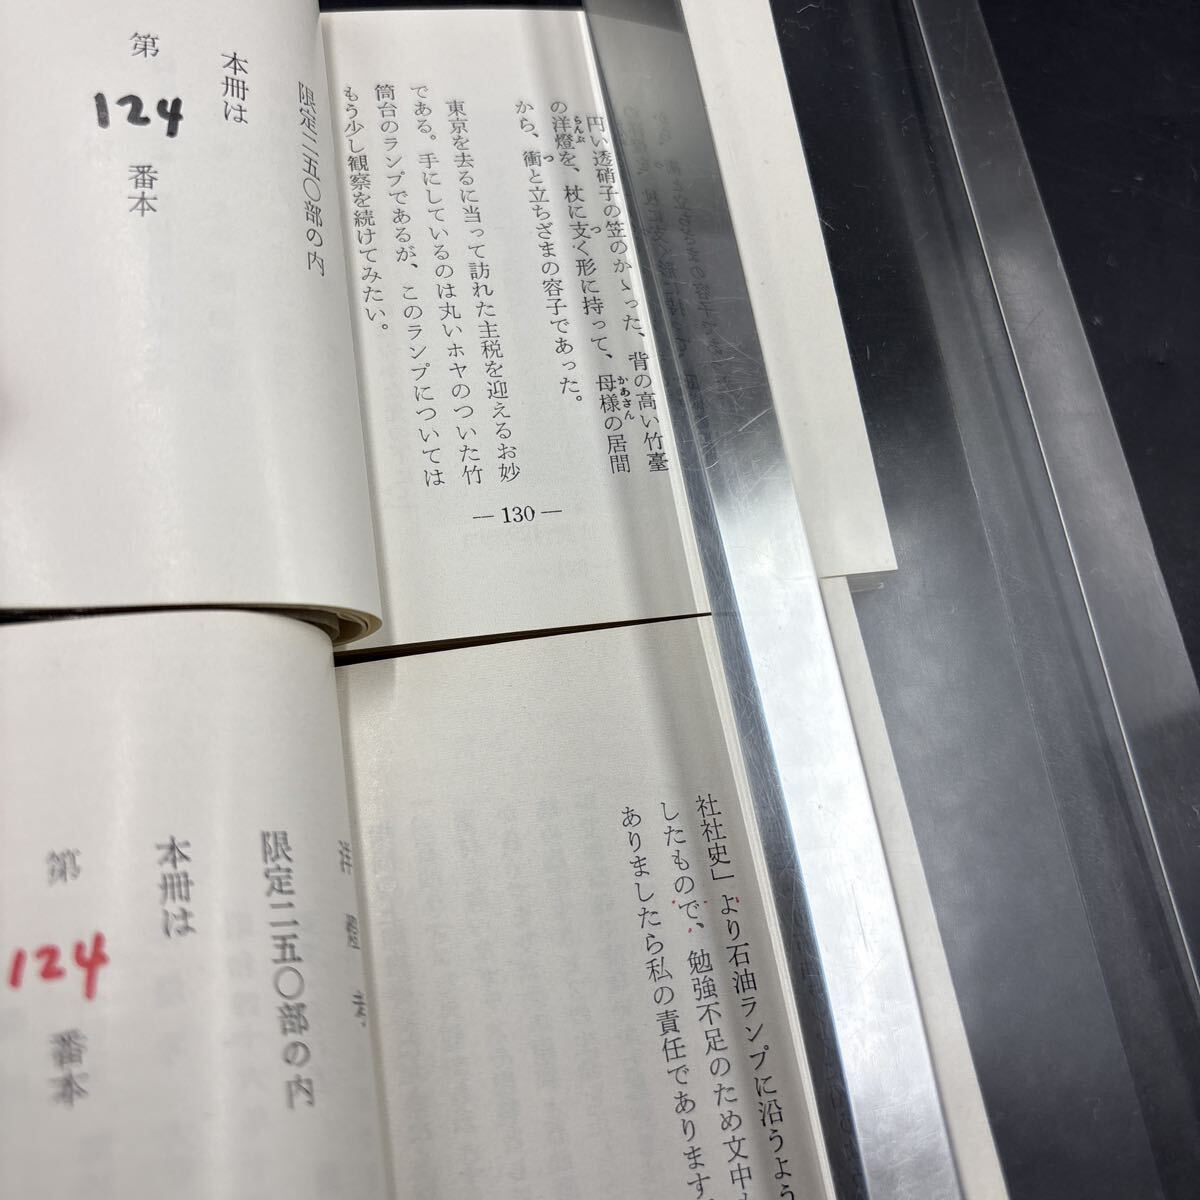 円い透硝子の笠のかゝった、背の高い竹臺
の洋燈を、杖に支く形に持って、母様の居間
から、衝と立ちざまの容子であった。
らんぷ
つ
かあさん
つ
東京を去るに当って訪れた主税を迎えるお妙
である。手にしているのは丸いホヤのついた竹
筒台のランプであるが、このランプについては
もう少し観察を続けてみたい。
— 130 —
限定二五〇部の内
本冊は
第
124
番本
社社史」より石油ランプに沿うよう
したもので、勉強不足のため文中
ありましたら私の責任であります。
限定二五〇部の内
本冊は
第
124
番本